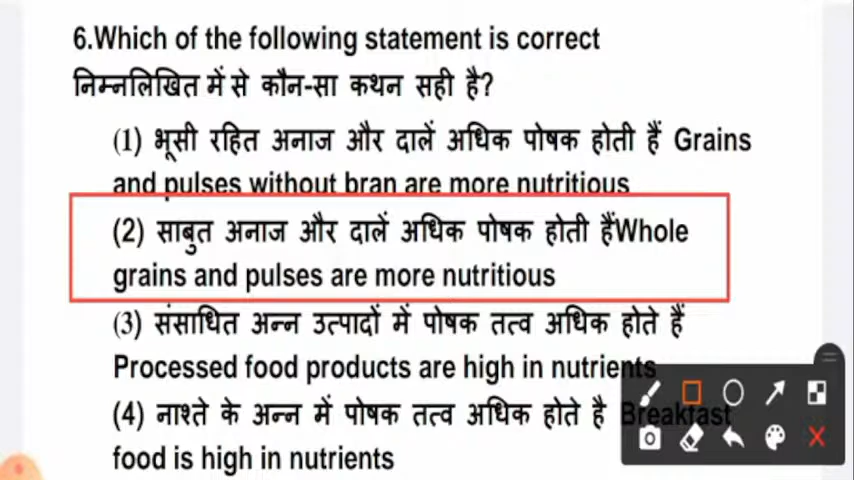 6.Which of the following statement is correct
निम्नलिखित में से कौन-सा कथन सही है?
(1) भूसी रहित अनाज और दालें अधिक पोषक होती हैं Grains
and pulses without bran are more nutritious
(2) साबुत अनाज और दालें अधिक पोषक होती हैंWhole
grains and pulses are more nutritious
(3) संसाधित अन्न उत्पादों में पोषक तत्व अधिक होते हैं
Processed food products are high in nutrients
(4) नाश्ते के अन्न में पोषक तत्व अधिक होते है Breakfast
food is high in nutrients